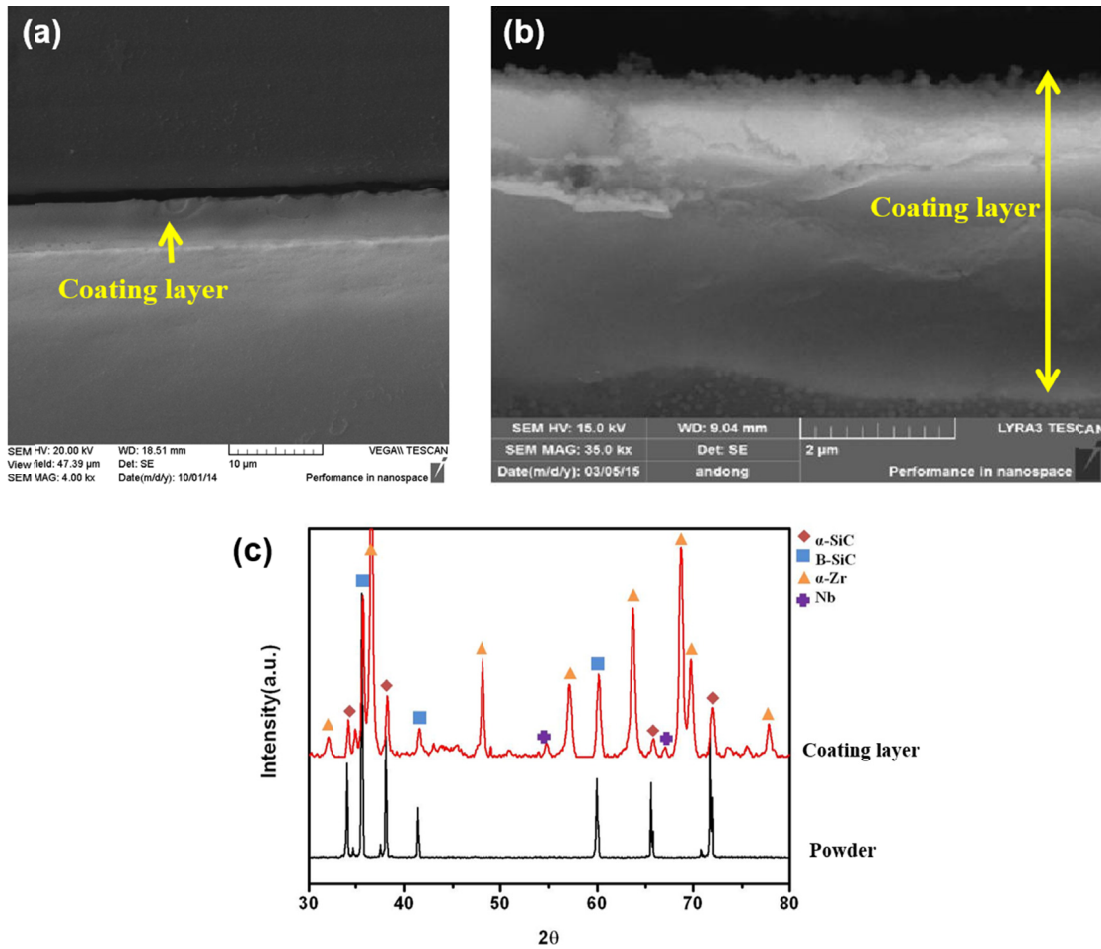 (a)
Coating layer
SEM HV: 20.00 kV WD: 18.51 mm VEGA\\ TESCAN
View field: 47.39 µm Det: SE 10 µm
SEM MAG: 4.00 kx Date(m/d/y): 10/01/14 Perfomance in nanospace
(b)
Coating layer
SEM HV: 15.0 kV WD: 9.04 mm LYRA3 TESCAN
SEM MAG: 35.0 kx Det: SE 2 µm
Date(m/d/y): 03/05/15 andong Perfermance in nanospace
(c)
α-SiC
B-SiC
α-Zr
Nb
Intensity(a.u.)
Coating layer
Powder
30 40 50 60 70 80
2θ